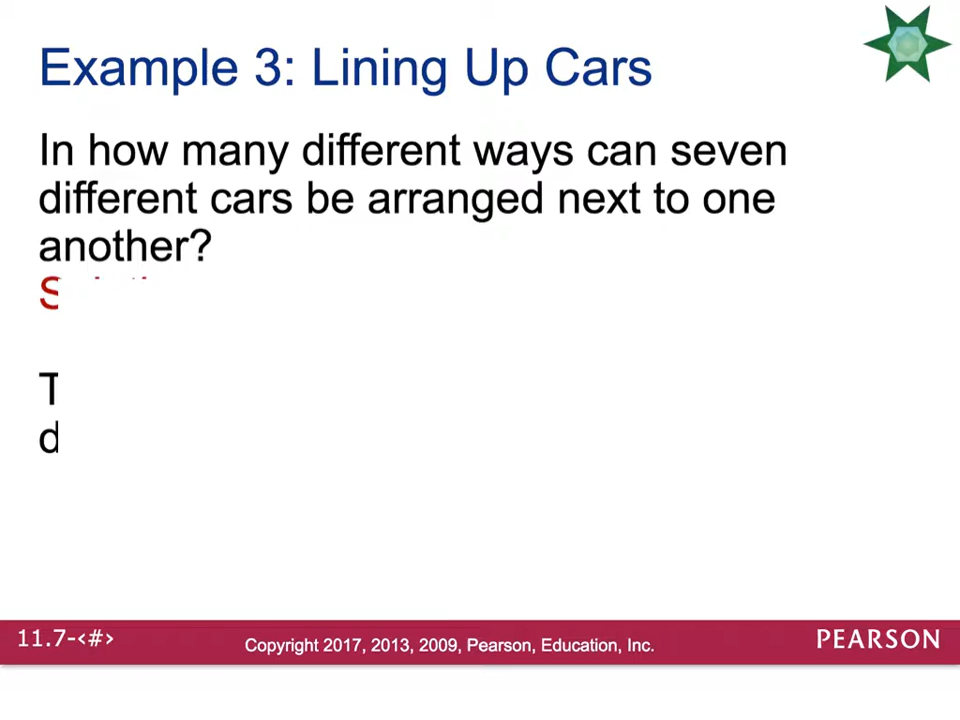 Example 3: Lining Up Cars
In how many different ways can seven
different cars be arranged next to one
another?
S
T
d
11.7-<#>
Copyright 2017, 2013, 2009, Pearson, Education, Inc.
PEARSON